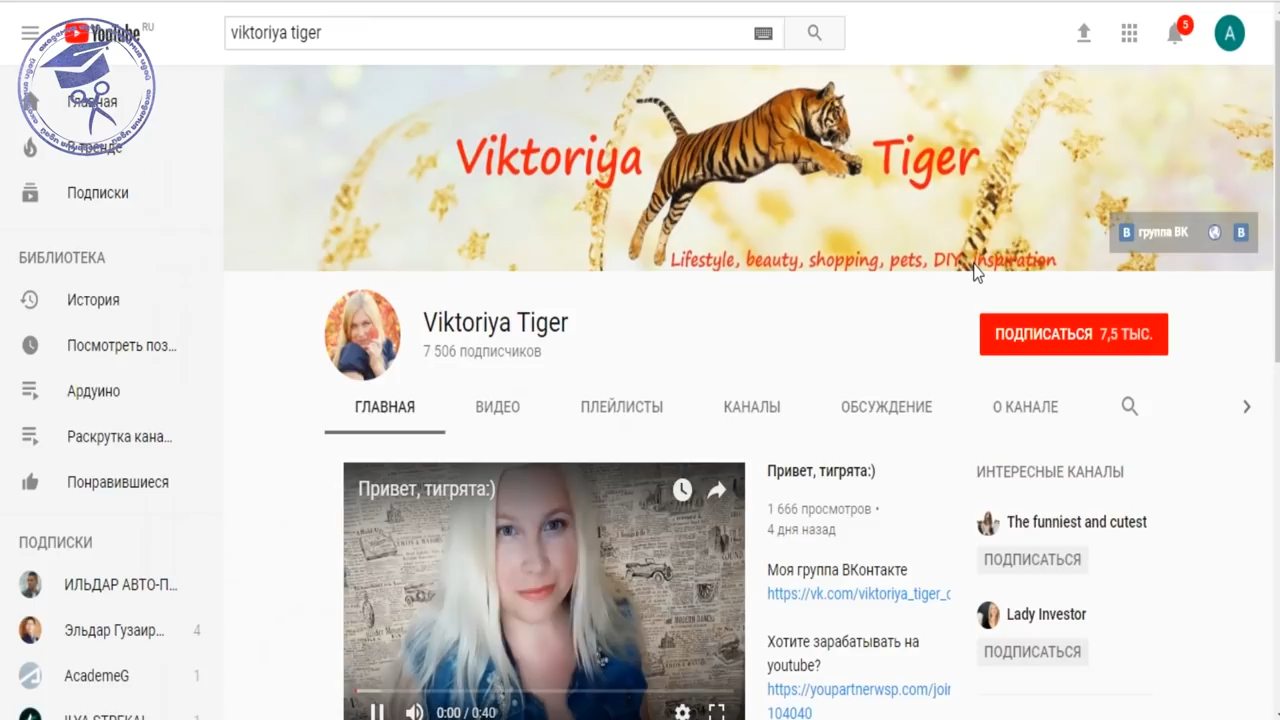 YouTube RU
viktoriya tiger
5
A
Главная
В тренде
Подписки
БИБЛИОТЕКА
История
Посмотреть поз...
Ардуино
Раскрутка кана...
Понравившиеся
ПОДПИСКИ
ИЛЬДАР АВТО-П...
Эльдар Гузаир... 4
AcademeG 1
Viktoriya Tiger
Lifestyle, beauty, shopping, pets, DIY, inspiration
В группа ВК В
Viktoriya Tiger
7 506 подписчиков
ПОДПИСАТЬСЯ 7,5 ТЫС.
ГЛАВНАЯ ВИДЕО ПЛЕЙЛИСТЫ КАНАЛЫ ОБСУЖДЕНИЕ О КАНАЛЕ
Привет, тигрята:)
0:00 / 0:40
Привет, тигрята:)
1 666 просмотров •
4 дня назад
Моя группа ВКонтакте
https://vk.com/viktoriya_tiger_c
Хотите зарабатывать на
youtube?
https://youpartnerwsp.com/joi
104040
ИНТЕРЕСНЫЕ КАНАЛЫ
The funniest and cutest
ПОДПИСАТЬСЯ
Lady Investor
ПОДПИСАТЬСЯ